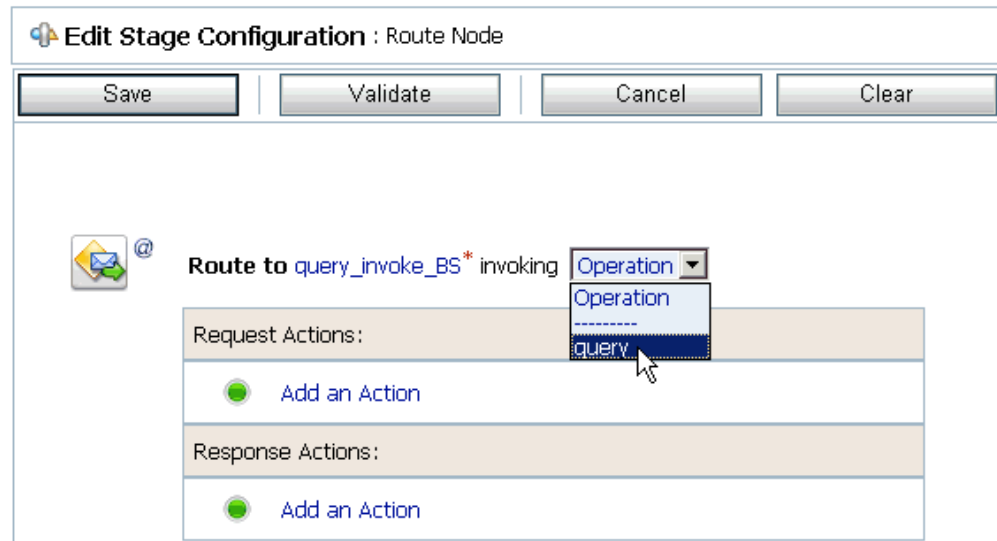 Edit Stage Configuration : Route Node
Save Validate Cancel Clear
@ Route to query_invoke_BS* invoking Operation
Operation
---------
query
Request Actions:
Add an Action
Response Actions:
Add an Action